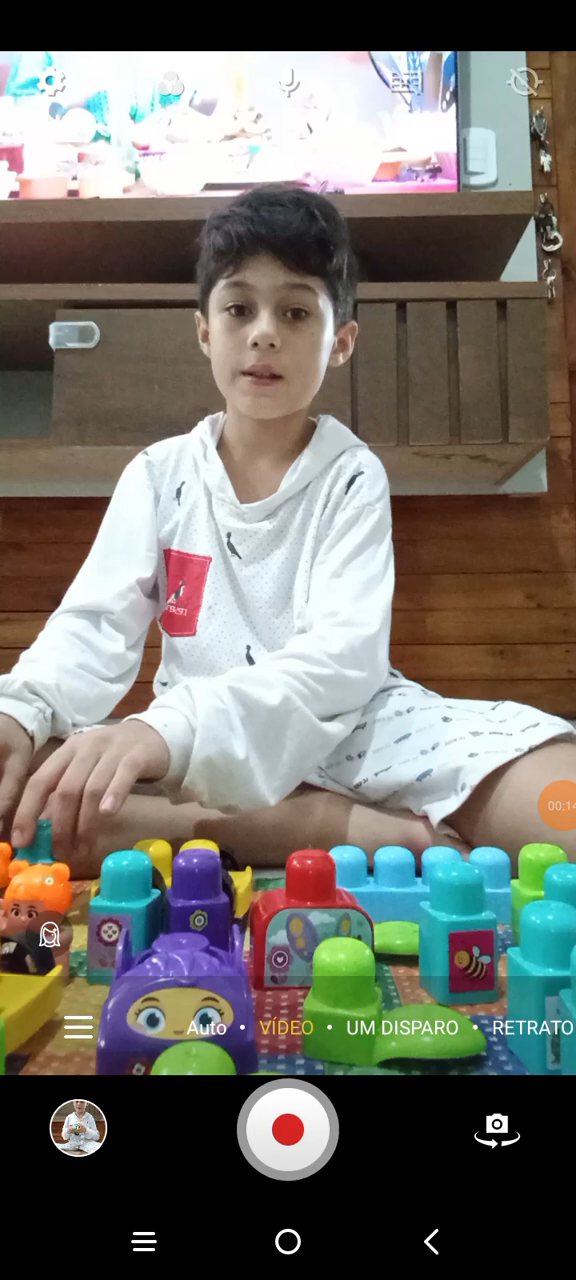 00:14
Auto • VÍDEO • UM DISPARO • RETRATO